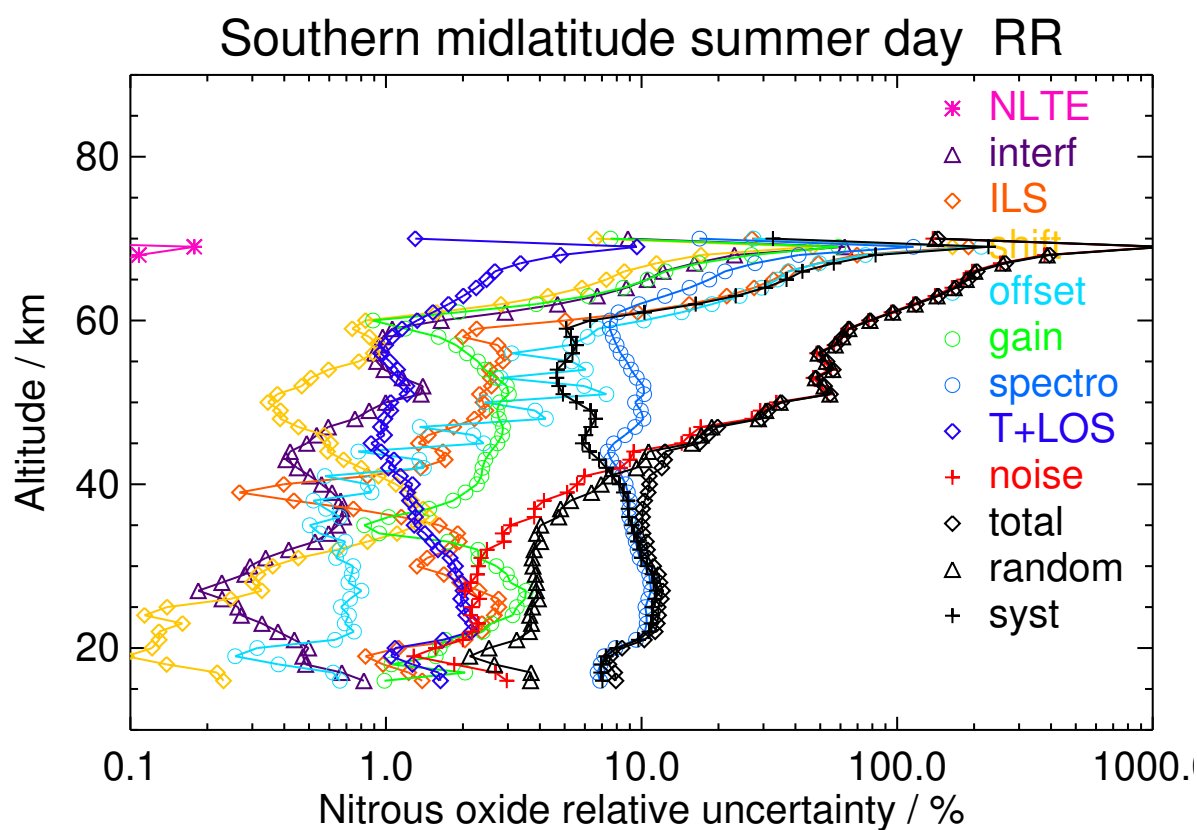 Southern midlatitude summer day RR
NLTE
interf
ILS
shift
offset
gain
spectro
T+LOS
noise
total
random
syst
80
60
40
20
Altitude / km
0.1 1.0 10.0 100.0 1000.0
Nitrous oxide relative uncertainty / %